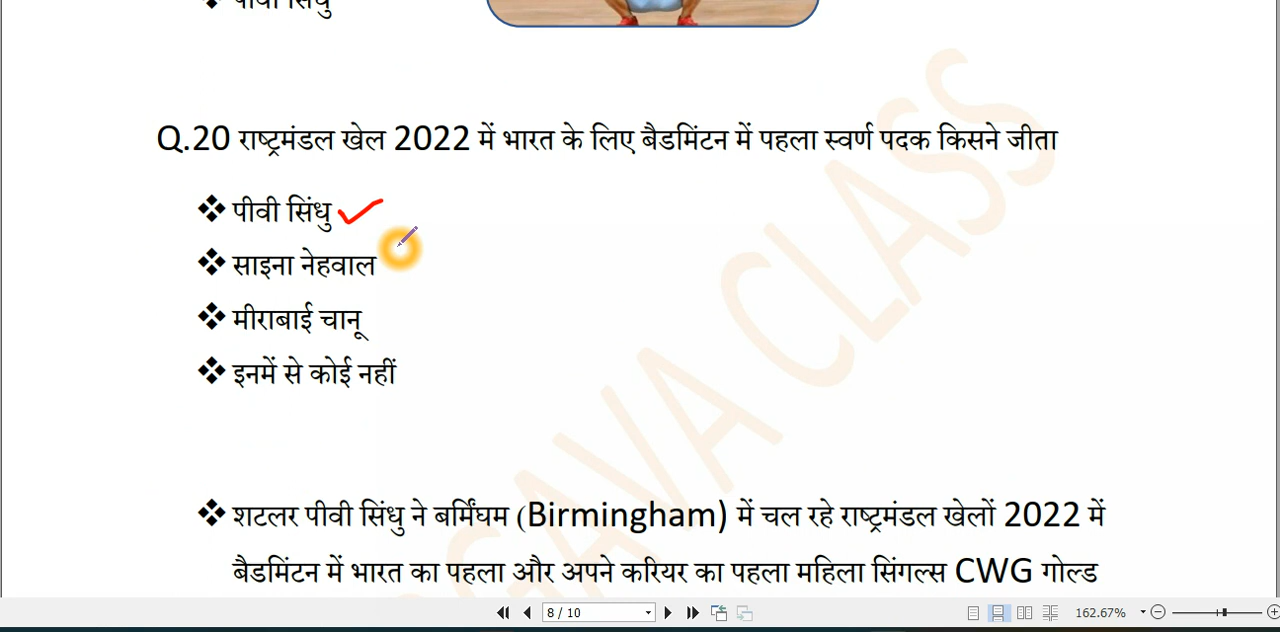 पीवी सिंधु
Q.20 राष्ट्रमंडल खेल 2022 में भारत के लिए बैडमिंटन में पहला स्वर्ण पदक किसने जीता
❖ पीवी सिंधु
❖ साइना नेहवाल
❖ मीराबाई चानू
❖ इनमें से कोई नहीं
❖ शटलर पीवी सिंधु ने बर्मिंघम (Birmingham) में चल रहे राष्ट्रमंडल खेलों 2022 में
बैडमिंटन में भारत का पहला और अपने करियर का पहला महिला सिंगल्स CWG गोल्ड
GAVA CLASS
8 / 10
162.67%